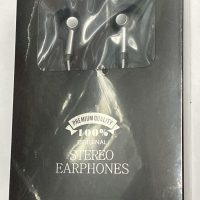 PREMIUM QUALITY
100%
ORIGINAL
STEREO
EARPHONES